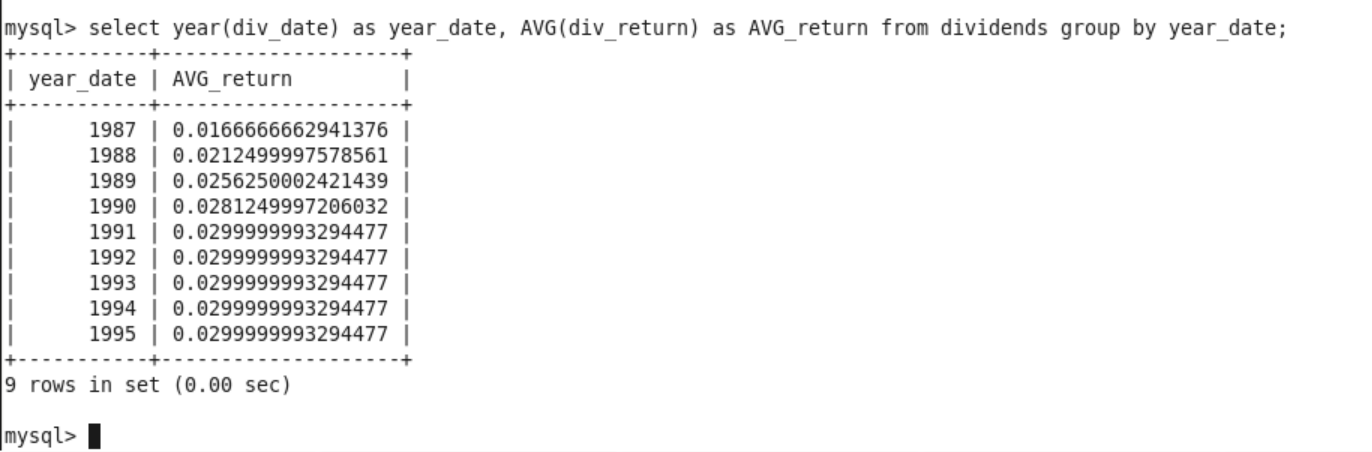 mysql> select year(div_date) as year_date, AVG(div_return) as AVG_return from dividends group by year_date;
+-----------+--------------------+
| year_date | AVG_return         |
+-----------+--------------------+
|      1987 | 0.01666666662941376 |
|      1988 | 0.0212499997578561 |
|      1989 | 0.0256250002421439 |
|      1990 | 0.0281249997206032 |
|      1991 | 0.0299999993294477 |
|      1992 | 0.0299999993294477 |
|      1993 | 0.0299999993294477 |
|      1994 | 0.0299999993294477 |
|      1995 | 0.0299999993294477 |
+-----------+--------------------+
9 rows in set (0.00 sec)
mysql>